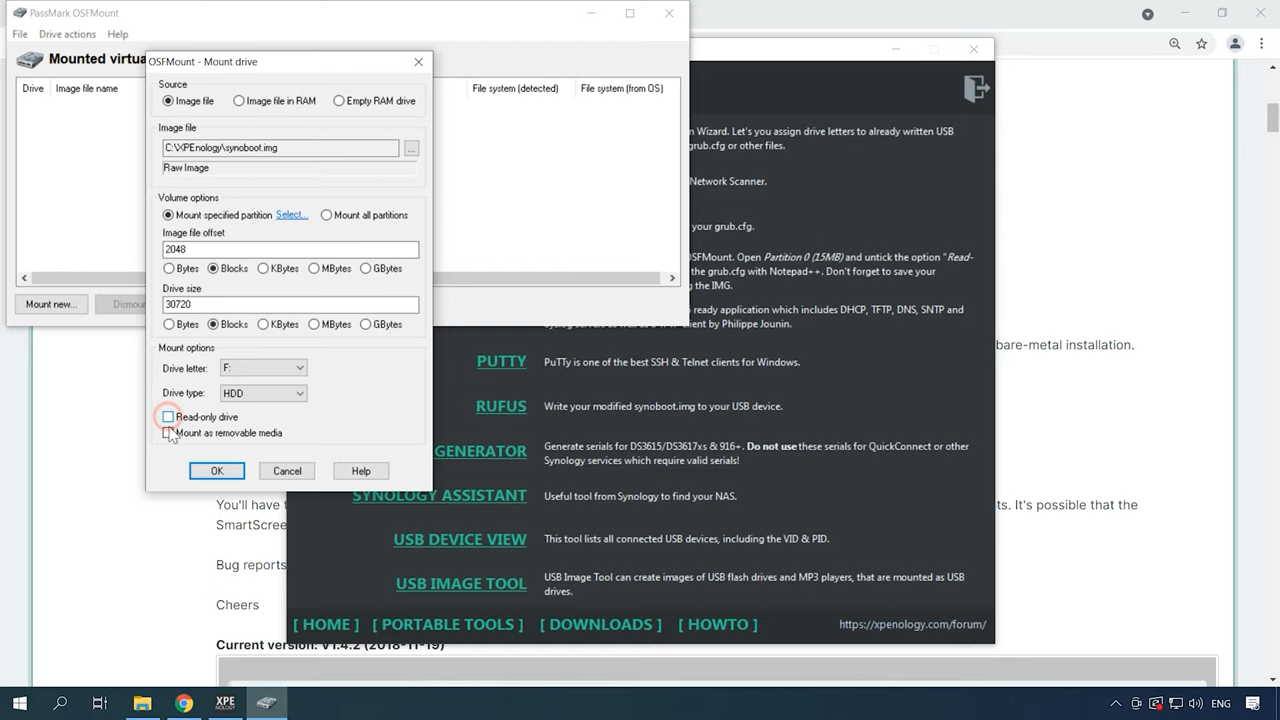 PassMark OSFMount
File Drive actions Help
Mounted virtua
Drive Image file name File system (detected) File system (from OS)
Mount new... Dismou
OSFMount - Mount drive
Source
Image file Image file in RAM Empty RAM drive
Image file
C:\XPEnology\synoboot.img ...
Raw Image
Volume options
Mount specified partition Select... Mount all partitions
Image file offset
2048
Bytes Blocks KBytes MBytes GBytes
Drive size
30720
Bytes Blocks KBytes MBytes GBytes
Mount options
Drive letter: F:
Drive type: HDD
Read-only drive
Mount as removable media
OK Cancel Help
n Wizard. Let's you assign drive letters to already written USB
grub.cfg or other files.
Network Scanner.
your grub.cfg.
OSFMount. Open Partition 0 (15MB) and untick the option "Read-
the grub.cfg with Notepad++. Don't forget to save your
g the IMG.
ready application which includes DHCP, TFTP, DNS, SNTP and
client by Philippe Jounin.
PUTTY PuTTy is one of the best SSH & Telnet clients for Windows.
RUFUS Write your modified synoboot.img to your USB device.
GENERATOR Generate serials for DS3615/DS3617xs & 916+. Do not use these serials for QuickConnect or other
Synology services which require valid serials!
SYNOLOGY ASSISTANT Useful tool from Synology to find your NAS.
USB DEVICE VIEW This tool lists all connected USB devices, including the VID & PID.
USB IMAGE TOOL USB Image Tool can create images of USB flash drives and MP3 players, that are mounted as USB
drives.
[ HOME ] [ PORTABLE TOOLS ] [ DOWNLOADS ] [ HOWTO ] https://xpenology.com/forum/
bare-metal installation.
You'll have t ts. It's possible that the
SmartScree
Bug reports
Cheers
Current version: V1.4.2 (2018-11-19)
XPE
NOLOGY
ENG